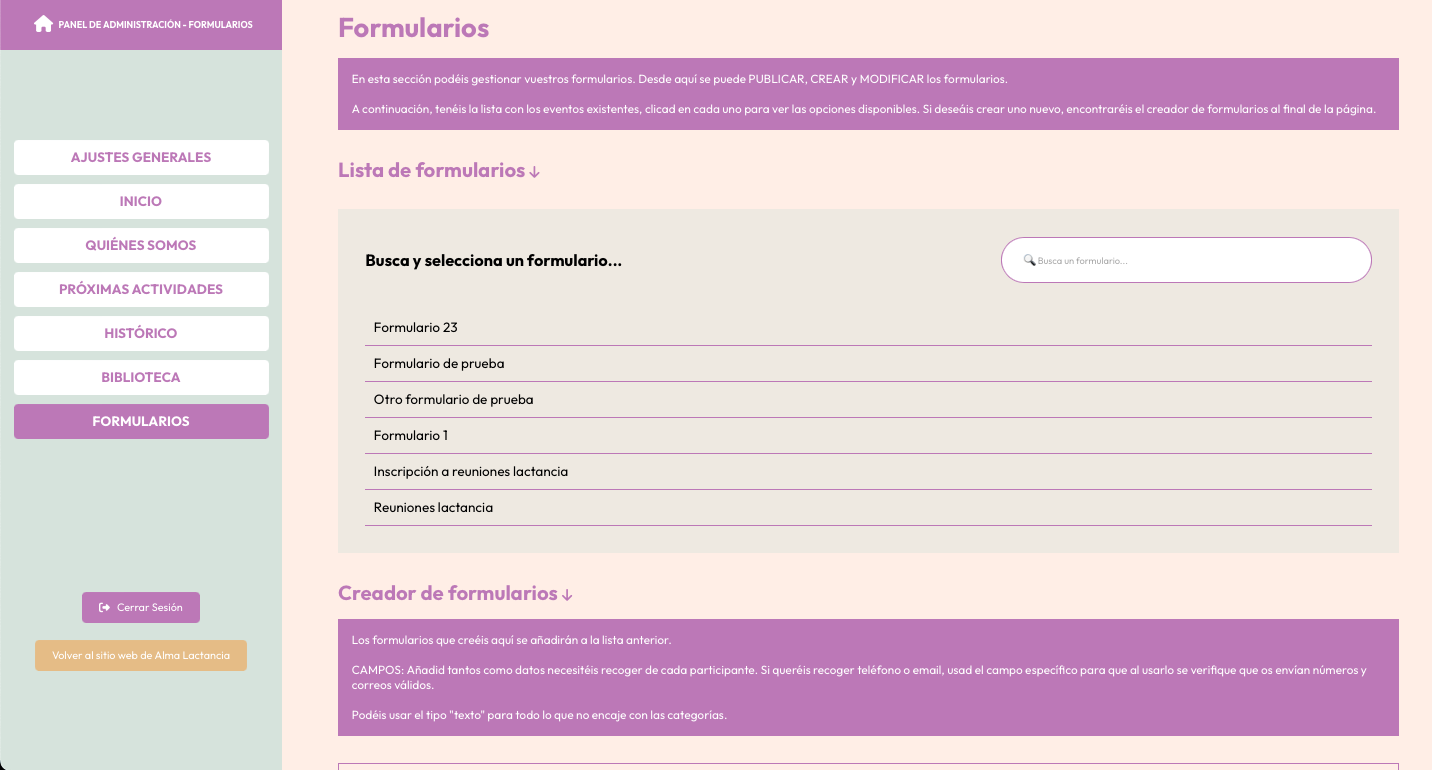 PANEL DE ADMINISTRACIÓN - FORMULARIOS
AJUSTES GENERALES
INICIO
QUIÉNES SOMOS
PRÓXIMAS ACTIVIDADES
HISTÓRICO
BIBLIOTECA
FORMULARIOS
Cerrar Sesión
Volver al sitio web de Alma Lactancia
Formularios
En esta sección podéis gestionar vuestros formularios. Desde aquí se puede PUBLICAR, CREAR y MODIFICAR los formularios.
A continuación, tenéis la lista con los eventos existentes, clicad en cada uno para ver las opciones disponibles. Si deseáis crear uno nuevo, encontraréis el creador de formularios al final de la página.
Lista de formularios ↓
Busca y selecciona un formulario...
🔍 Busca un formulario...
Formulario 23
Formulario de prueba
Otro formulario de prueba
Formulario 1
Inscripción a reuniones lactancia
Reuniones lactancia
Creador de formularios ↓
Los formularios que creéis aquí se añadirán a la lista anterior.
CAMPOS: Añadid tantos como datos necesitéis recoger de cada participante. Si queréis recoger teléfono o email, usad el campo específico para que al usarlo se verifique que os envían números y
correos válidos.
Podéis usar el tipo "texto" para todo lo que no encaje con las categorías.